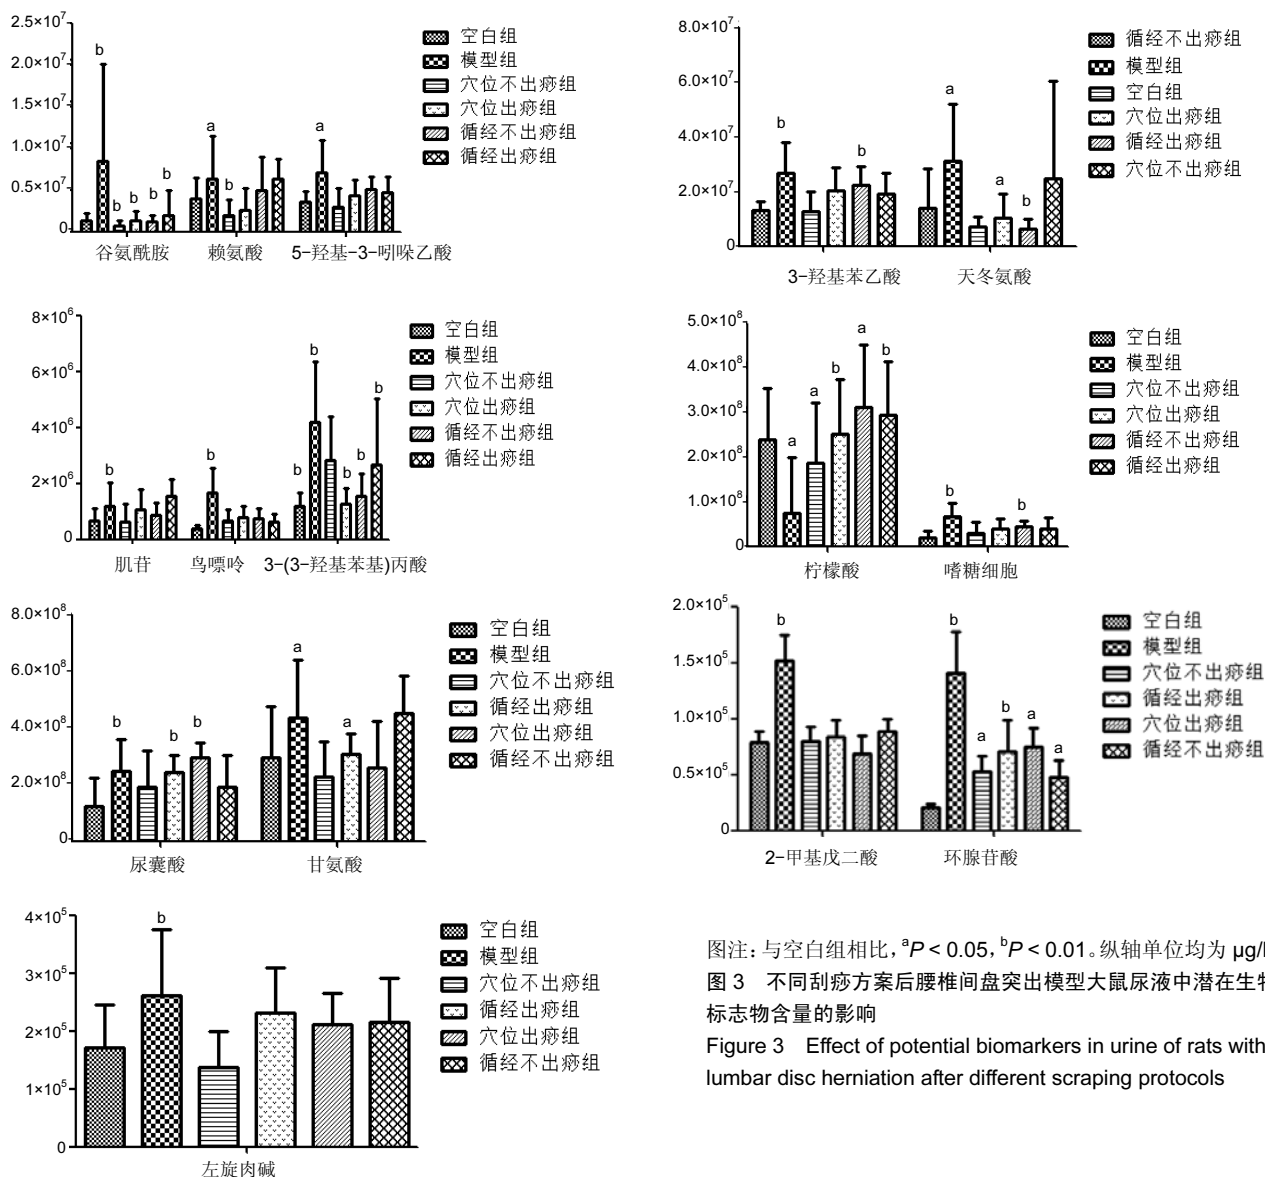 2.5×10⁷
2.0×10⁷
1.5×10⁷
1.0×10⁷
0.5×10⁷
0
b
b
b
b
b
a
b
a
谷氨酰胺 赖氨酸 5-羟基-3-吲哚乙酸
空白组
模型组
穴位不出痧组
穴位出痧组
循经不出痧组
循经出痧组
8.0×10⁷
6.0×10⁷
4.0×10⁷
2.0×10⁷
0
b
b
a
a
b
3-羟基苯乙酸 天冬氨酸
循经不出痧组
模型组
空白组
穴位出痧组
循经出痧组
穴位不出痧组
8×10⁶
6×10⁶
4×10⁶
2×10⁶
0
b
b
b
b
b
b
b
肌苷 鸟嘌呤 3-(3-羟基苯基)丙酸
空白组
模型组
穴位不出痧组
穴位出痧组
循经不出痧组
循经出痧组
5.0×10⁸
4.0×10⁸
3.0×10⁸
2.0×10⁸
1.0×10⁸
0
a
a
b
a
b
b
b
柠檬酸 嗜糖细胞
空白组
模型组
穴位不出痧组
穴位出痧组
循经不出痧组
循经出痧组
8.0×10⁸
6.0×10⁸
4.0×10⁸
2.0×10⁸
0
b
b
b
a
a
尿囊酸 甘氨酸
空白组
模型组
穴位不出痧组
循经出痧组
穴位出痧组
循经不出痧组
2.0×10⁵
1.5×10⁵
1.0×10⁵
0.5×10⁵
0
b
b
a
b
a
a
2-甲基戊二酸 环腺苷酸
空白组
模型组
穴位不出痧组
循经出痧组
穴位出痧组
循经不出痧组
4×10⁵
3×10⁵
2×10⁵
1×10⁵
0
b
左旋肉碱
空白组
模型组
穴位不出痧组
循经出痧组
穴位出痧组
循经不出痧组
图注：与空白组相比，ᵃP < 0.05，ᵇP < 0.01。纵轴单位均为 μg/
图 3 不同刮痧方案后腰椎间盘突出模型大鼠尿液中潜在生物
标志物含量的影响
Figure 3 Effect of potential biomarkers in urine of rats with
lumbar disc herniation after different scraping protocols